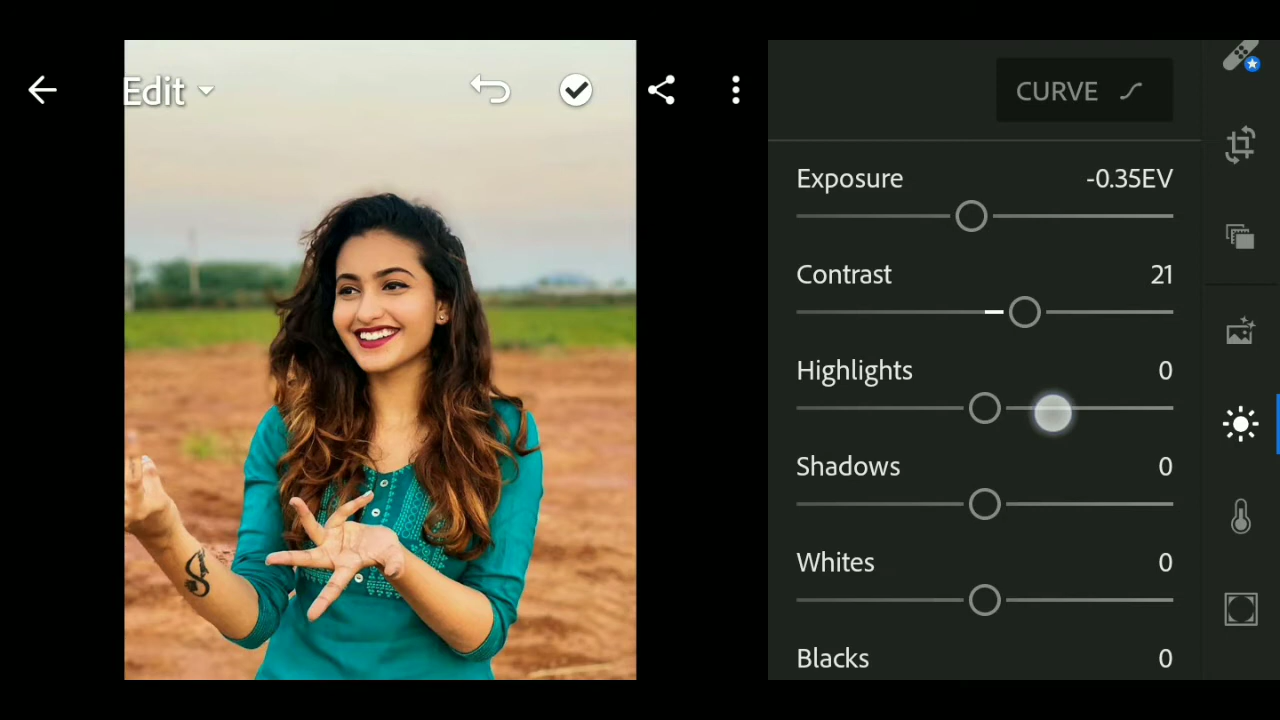 Edit
CURVE
Exposure -0.35EV
Contrast 21
Highlights 0
Shadows 0
Whites 0
Blacks 0